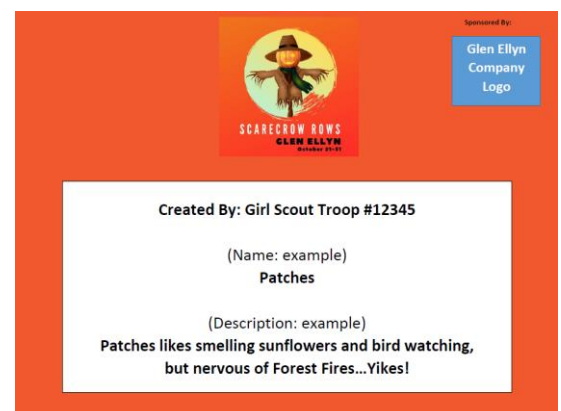 Sponsored By:
Glen Ellyn
Company
Logo
SCARECROW ROWS
GLEN ELLYN
October 21-31
Created By: Girl Scout Troop #12345
(Name: example)
Patches
(Description: example)
Patches likes smelling sunflowers and bird watching,
but nervous of Forest Fires...Yikes!